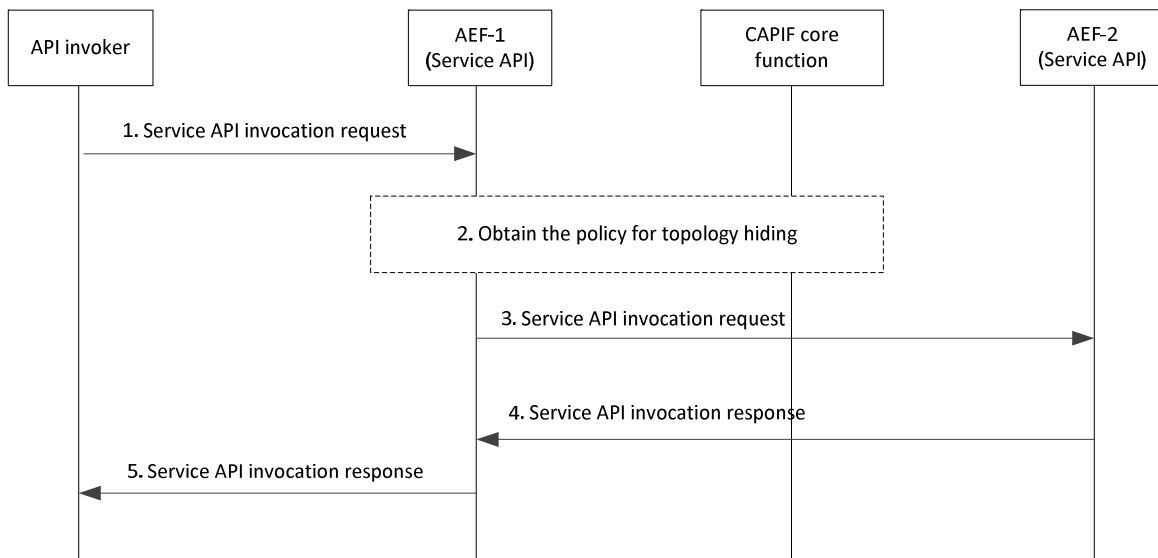 API invoker
AEF-1
(Service API)
CAPIF core
function
AEF-2
(Service API)
1. Service API invocation request
2. Obtain the policy for topology hiding
3. Service API invocation request
4. Service API invocation response
5. Service API invocation response